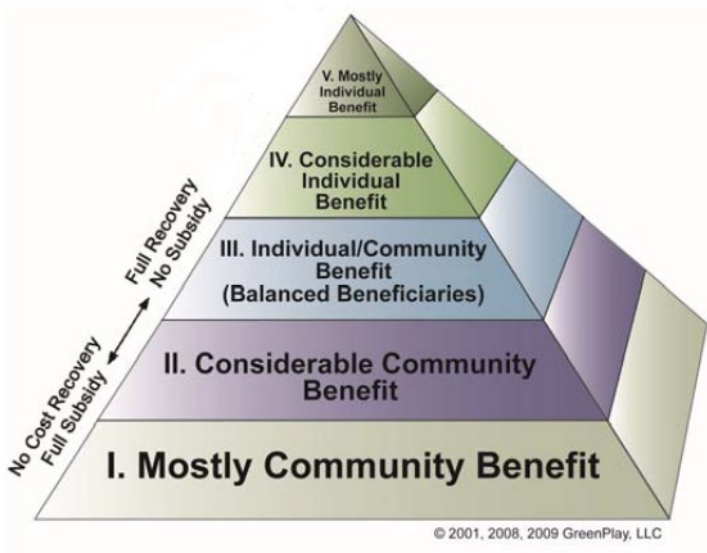 V. Mostly
Individual
Benefit
IV. Considerable
Individual
Benefit
III. Individual/Community
Benefit
(Balanced Beneficiaries)
II. Considerable Community
Benefit
I. Mostly Community Benefit
Full Recovery
No Subsidy
No Cost Recovery
Full Subsidy
© 2001, 2008, 2009 GreenPlay, LLC